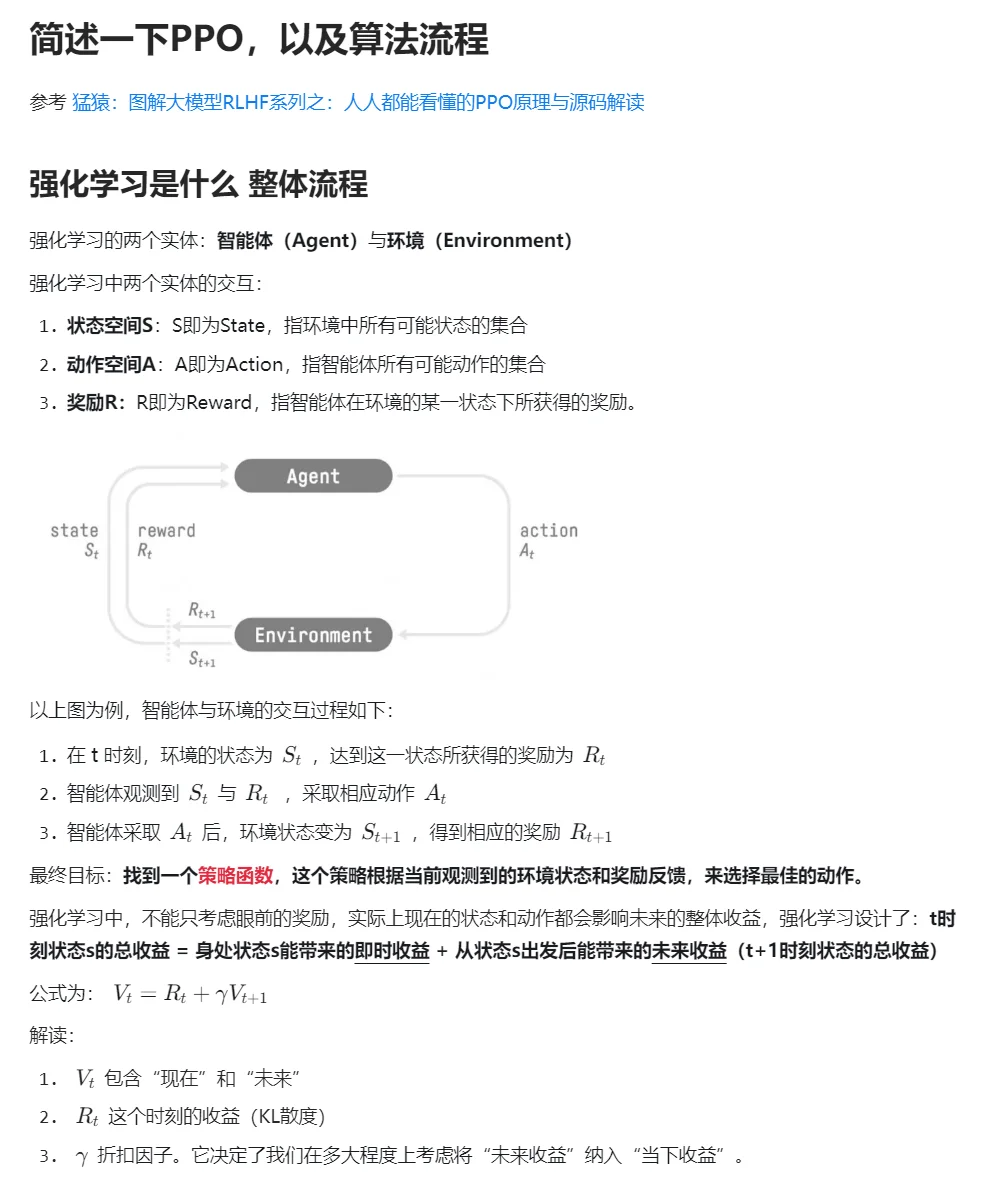 简述一下PPO，以及算法流程
参考 猛猿：图解大模型RLHF系列之：人人都能看懂的PPO原理与源码解读
强化学习是什么 整体流程
强化学习的两个实体：智能体（Agent）与环境（Environment）
强化学习中两个实体的交互：
1. 状态空间S：S即为State，指环境中所有可能状态的集合
2. 动作空间A：A即为Action，指智能体所有可能动作的集合
3. 奖励R：R即为Reward，指智能体在环境的某一状态下所获得的奖励。
Agent
state
S_t
reward
R_t
action
A_t
R_{t+1}
Environment
S_{t+1}
以上图为例，智能体与环境的交互过程如下：
1. 在 t 时刻，环境的状态为 S_t ，达到这一状态所获得的奖励为 R_t
2. 智能体观测到 S_t 与 R_t ，采取相应动作 A_t
3. 智能体采取 A_t 后，环境状态变为 S_{t+1} ，得到相应的奖励 R_{t+1}
最终目标：找到一个策略函数，这个策略根据当前观测到的环境状态和奖励反馈，来选择最佳的动作。
强化学习中，不能只考虑眼前的奖励，实际上现在的状态和动作都会影响未来的整体收益，强化学习设计了：t时
刻状态s的总收益 = 身处状态s能带来的即时收益 + 从状态s出发后能带来的未来收益（t+1时刻状态的总收益）
公式为： V_t = R_t + γV_{t+1}
解读：
1. V_t 包含“现在”和“未来”
2. R_t 这个时刻的收益（KL散度）
3. γ 折扣因子。它决定了我们在多大程度上考虑将“未来收益”纳入“当下收益”。